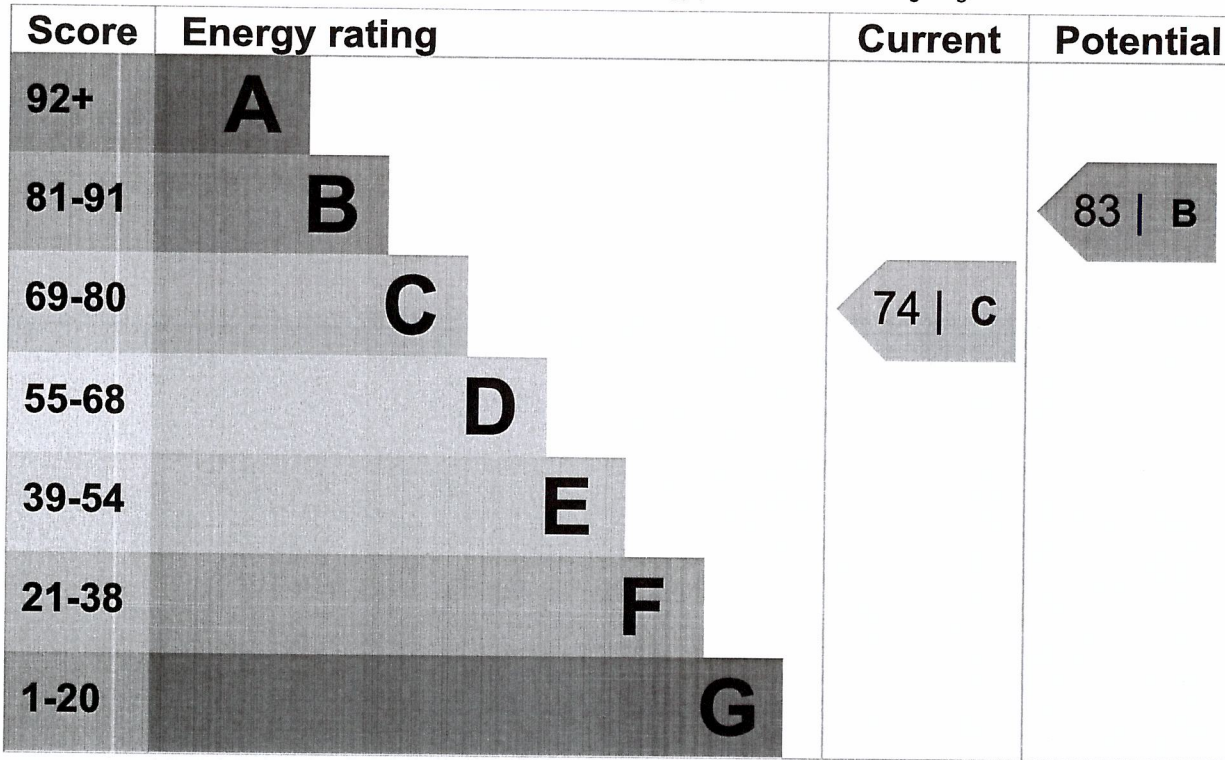 Score Energy rating Current Potential
92+ A
81-91 B 83 | B
69-80 C 74 | C
55-68 D
39-54 E
21-38 F
1-20 G